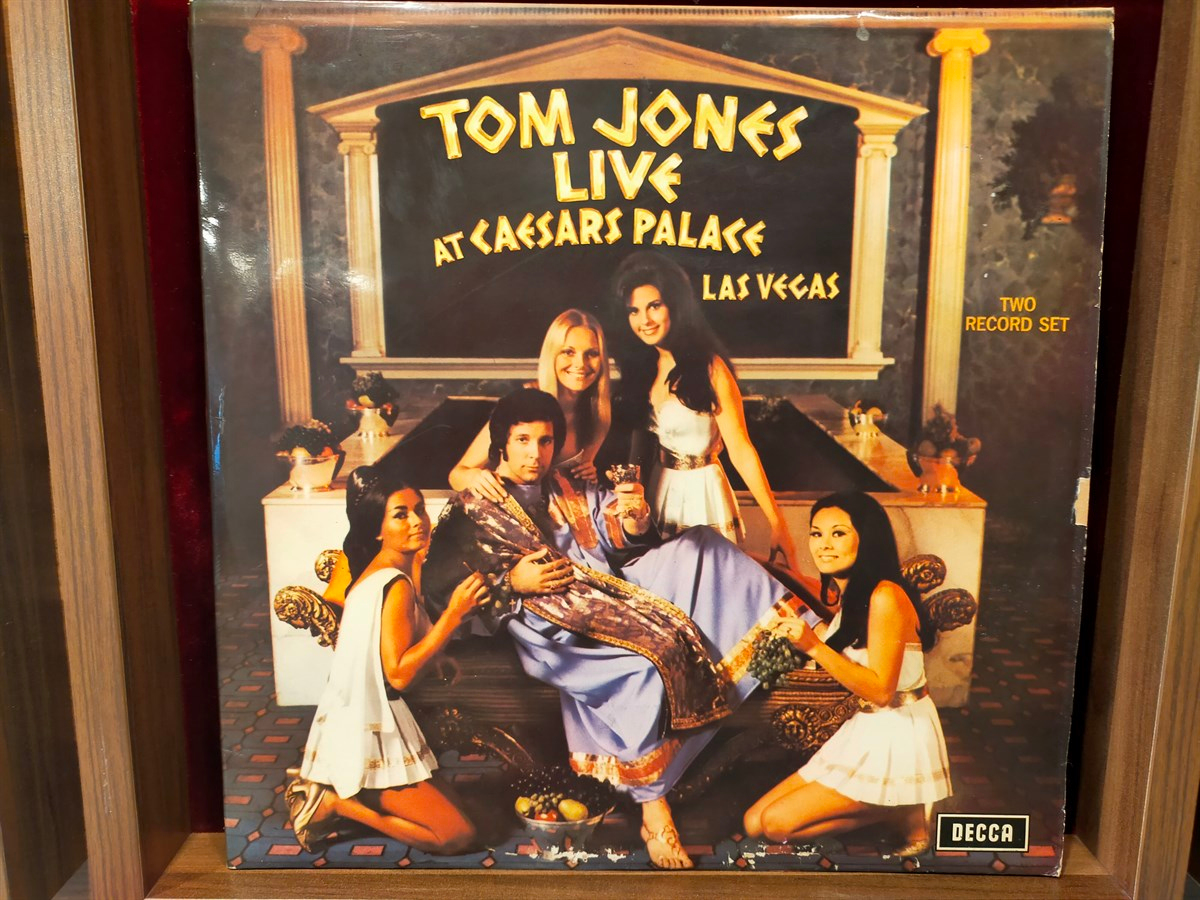 TOM JONES
LIVE
AT CAESARS PALACE
LAS VEGAS
TWO
RECORD SET
DECCA